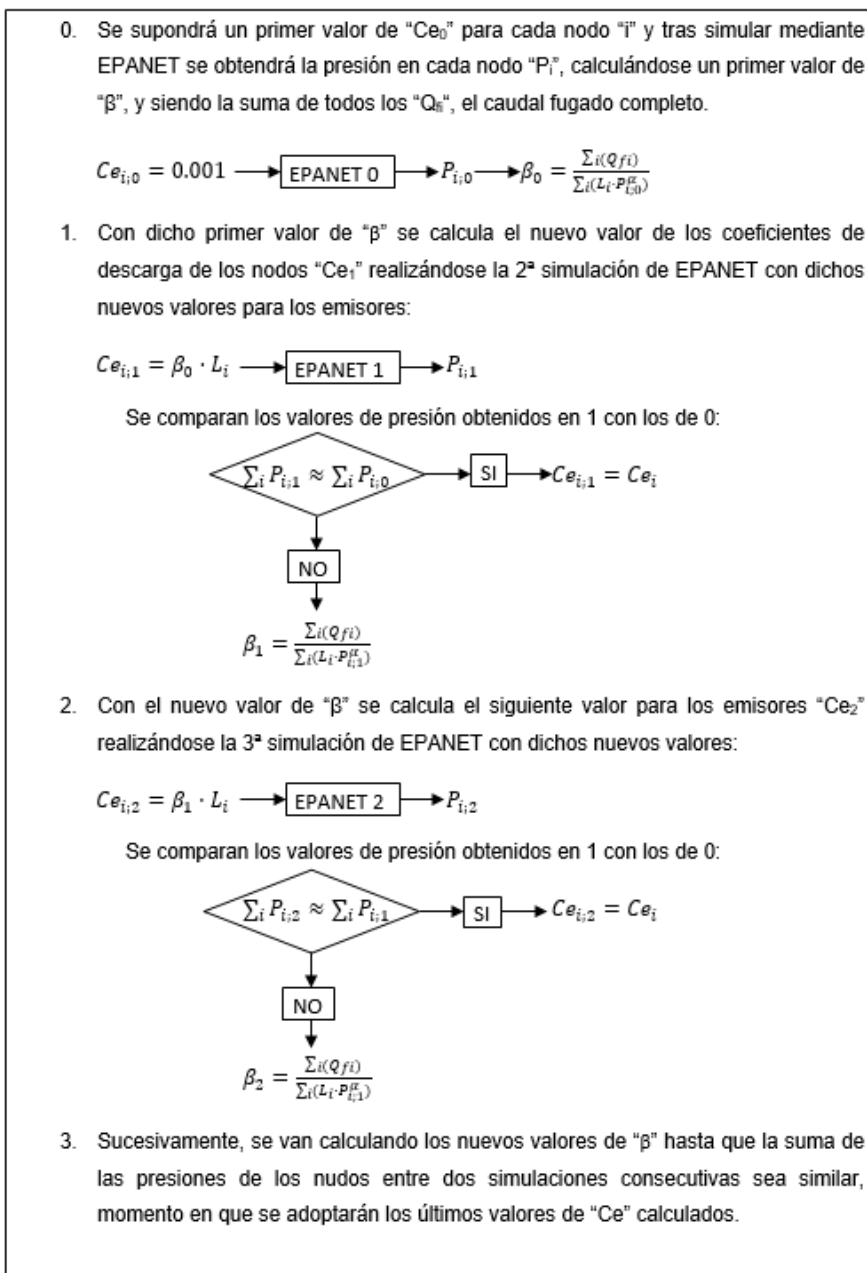 0. Se supondrá un primer valor de “Ce₀” para cada nodo “i” y tras simular mediante
EPANET se obtendrá la presión en cada nodo “Pᵢ”, calculándose un primer valor de
“β”, y siendo la suma de todos los “Q_fi“, el caudal fugado completo.
Ce_{i;0} = 0.001 → EPANET 0 → P_{i;0} → β₀ = Σᵢ(Q_fi) / Σᵢ(Lᵢ·P_{i;0}^α)
1. Con dicho primer valor de “β” se calcula el nuevo valor de los coeficientes de
descarga de los nodos “Ce₁” realizándose la 2ª simulación de EPANET con dichos
nuevos valores para los emisores:
Ce_{i;1} = β₀ · Lᵢ → EPANET 1 → P_{i;1}
Se comparan los valores de presión obtenidos en 1 con los de 0:
Σᵢ P_{i;1} ≈ Σᵢ P_{i;0} → SI → Ce_{i;1} = Ceᵢ
NO
β₁ = Σᵢ(Q_fi) / Σᵢ(Lᵢ·P_{i;1}^α)
2. Con el nuevo valor de “β” se calcula el siguiente valor para los emisores “Ce₂”
realizándose la 3ª simulación de EPANET con dichos nuevos valores:
Ce_{i;2} = β₁ · Lᵢ → EPANET 2 → P_{i;2}
Se comparan los valores de presión obtenidos en 1 con los de 0:
Σᵢ P_{i;2} ≈ Σᵢ P_{i;1} → SI → Ce_{i;2} = Ceᵢ
NO
β₂ = Σᵢ(Q_fi) / Σᵢ(Lᵢ·P_{i;1}^α)
3. Sucesivamente, se van calculando los nuevos valores de “β” hasta que la suma de
las presiones de los nudos entre dos simulaciones consecutivas sea similar,
momento en que se adoptarán los últimos valores de “Ce” calculados.